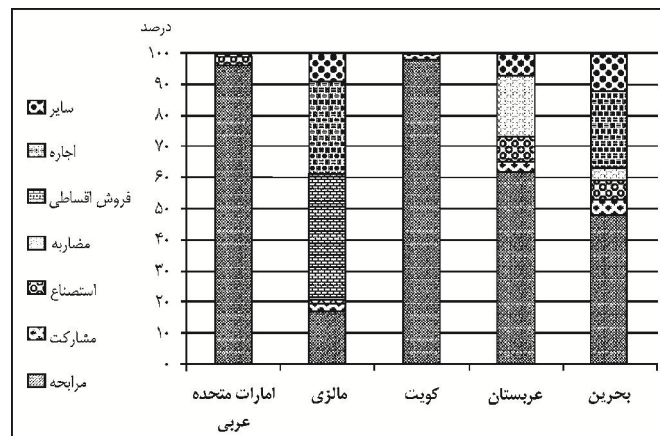 درصد
۱۰۰
۹۰
۸۰
۷۰
۶۰
۵۰
۴۰
۳۰
۲۰
۱۰
۰
سایر
اجاره
فروش اقساطی
مضاربه
استصناع
مشارکت
مرابحه
بحرین
عربستان
کویت
مالزی
امارات متحده
عربی